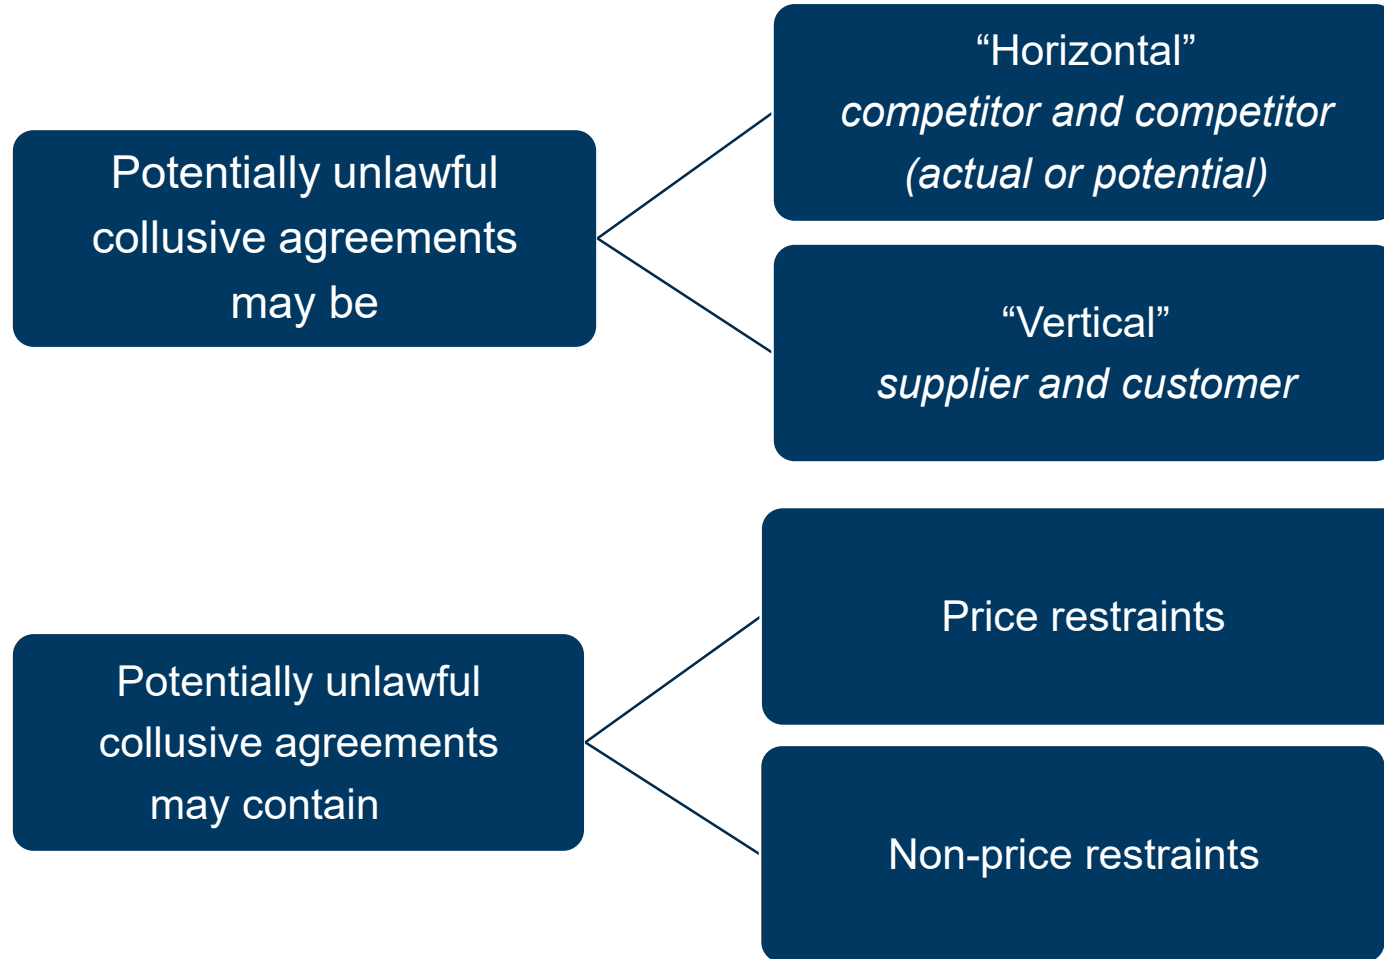 Potentially unlawful
collusive agreements
may be
“Horizontal”
competitor and competitor
(actual or potential)
“Vertical”
supplier and customer
Potentially unlawful
collusive agreements
may contain
Price restraints
Non-price restraints